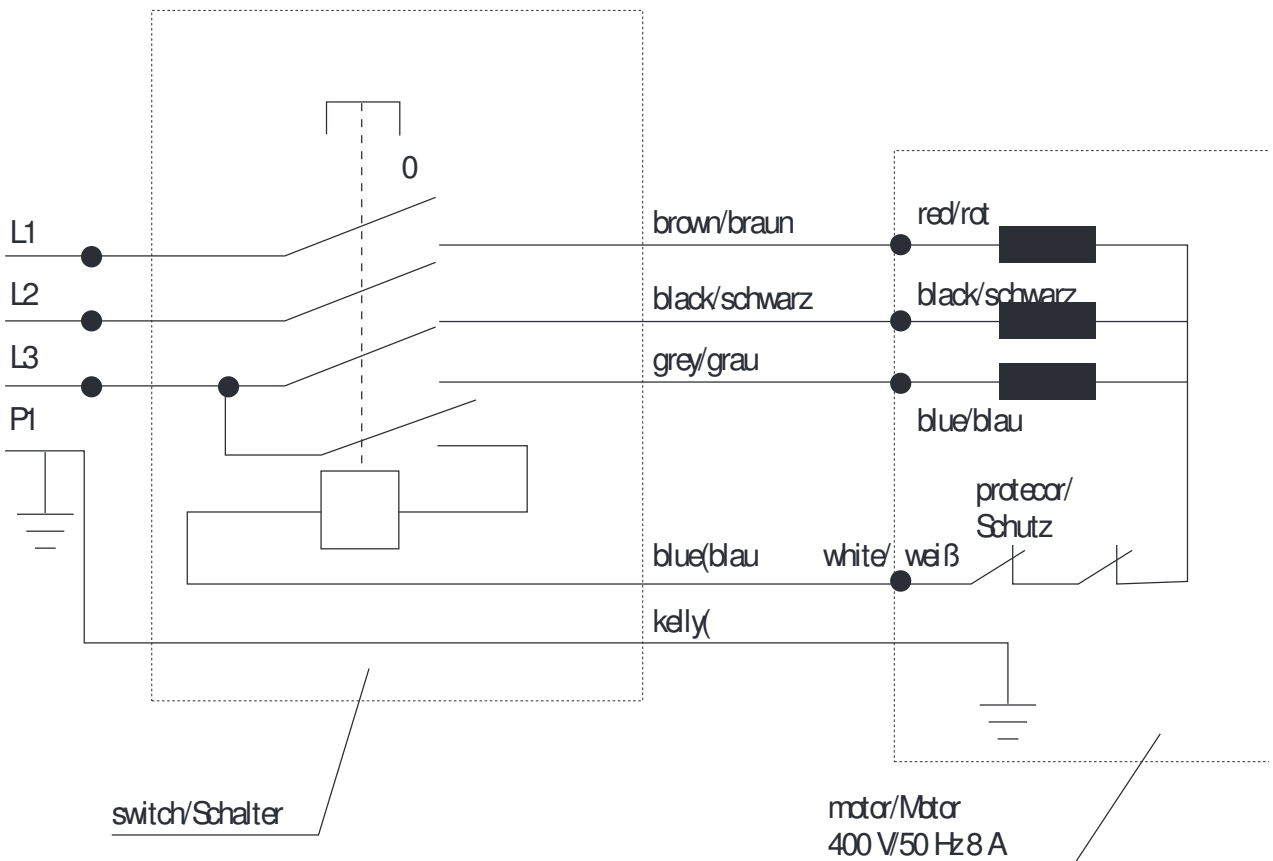 0
L1
brown/braun
red/rot
L2
black/schwarz
black/schwarz
L3
grey/grau
P1
blue/blau
protecor/
Schutz
blue(blau
white/ weiß
kelly(
switch/Schalter
motor/Motor
400 V/50 Hz 8 A